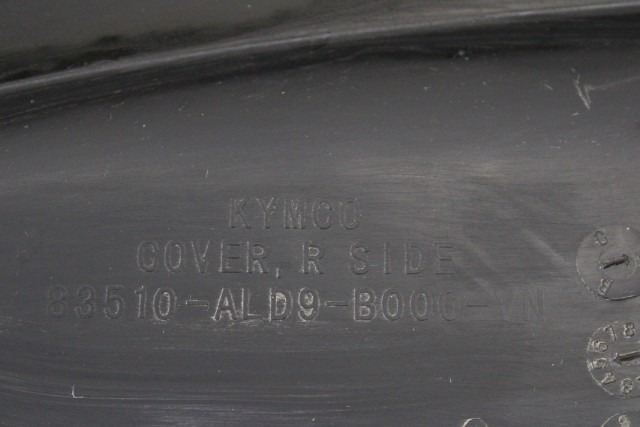 KYMCO
COVER, R SIDE
83510-ALD9-B000-VN